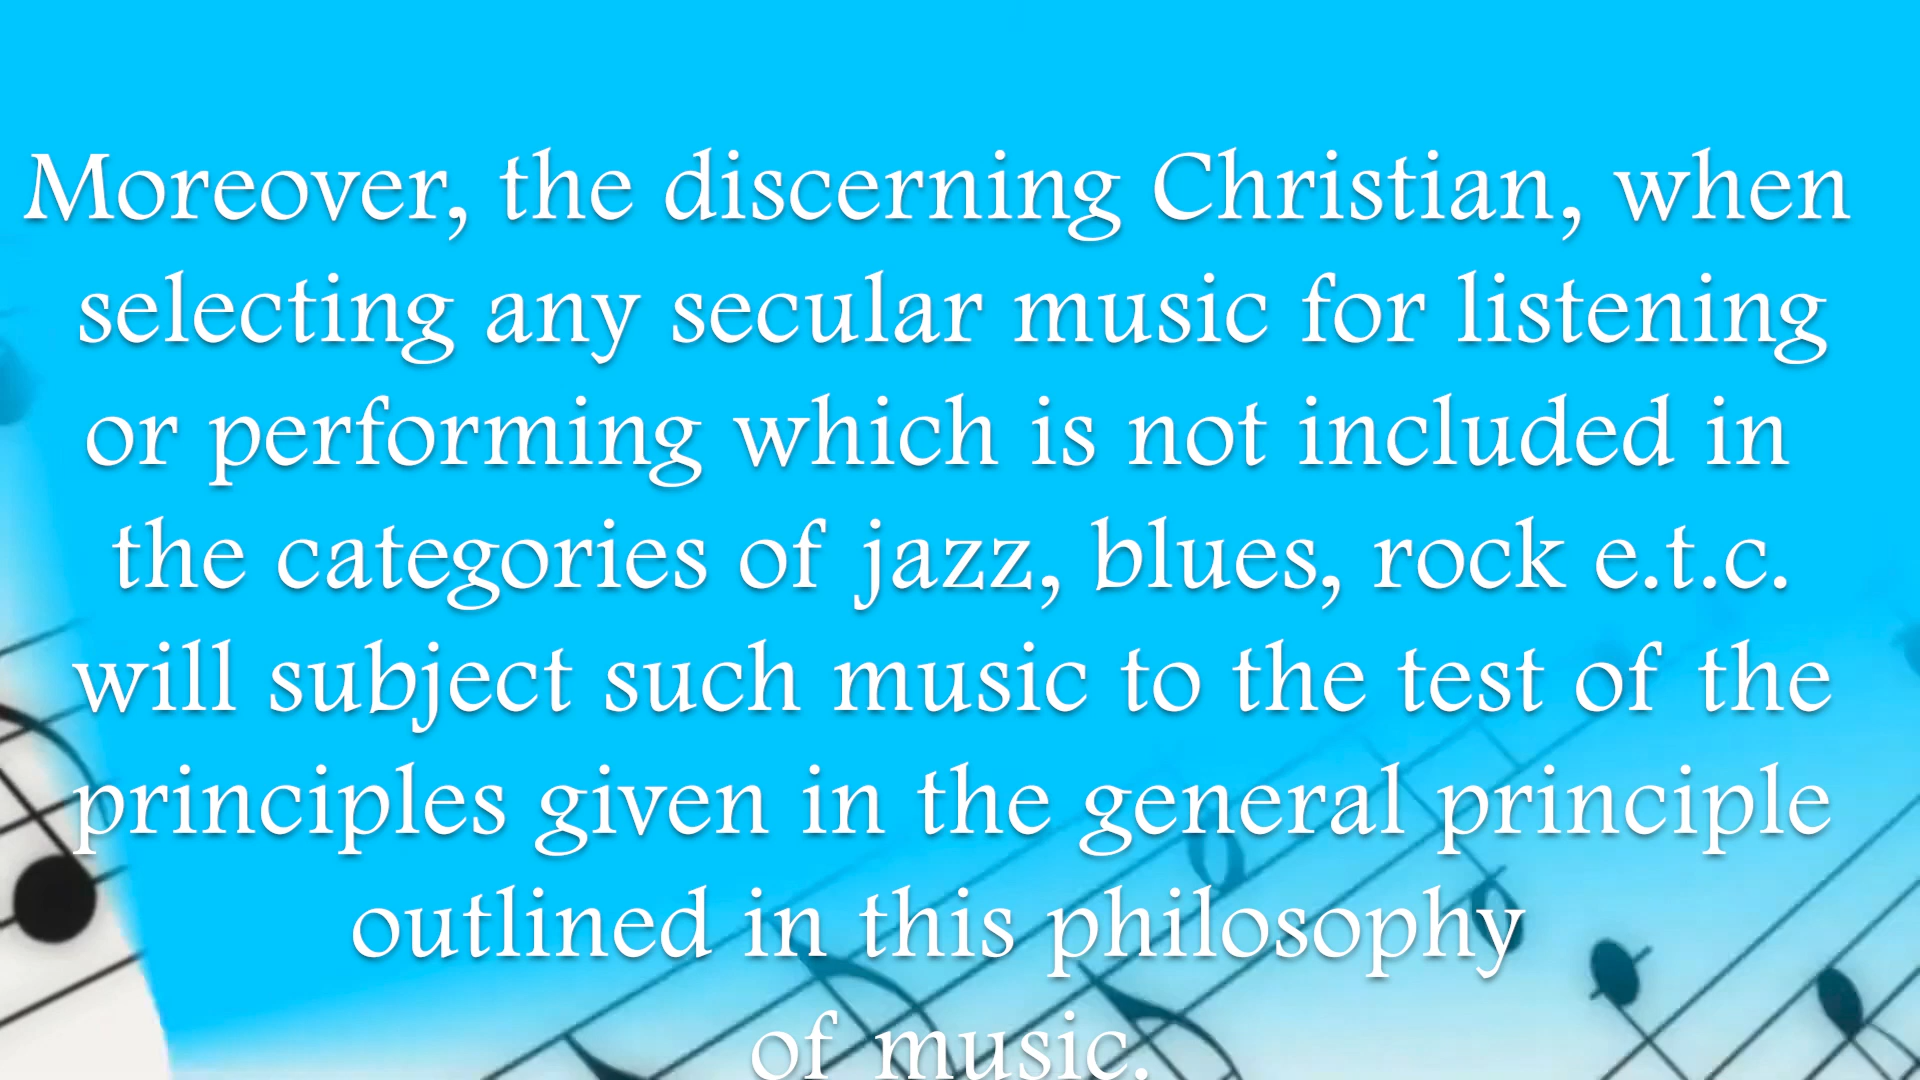 Moreover, the discerning Christian, when
selecting any secular music for listening
or performing which is not included in
the categories of jazz, blues, rock e.t.c.
will subject such music to the test of the
principles given in the general principle
outlined in this philosophy
of music.